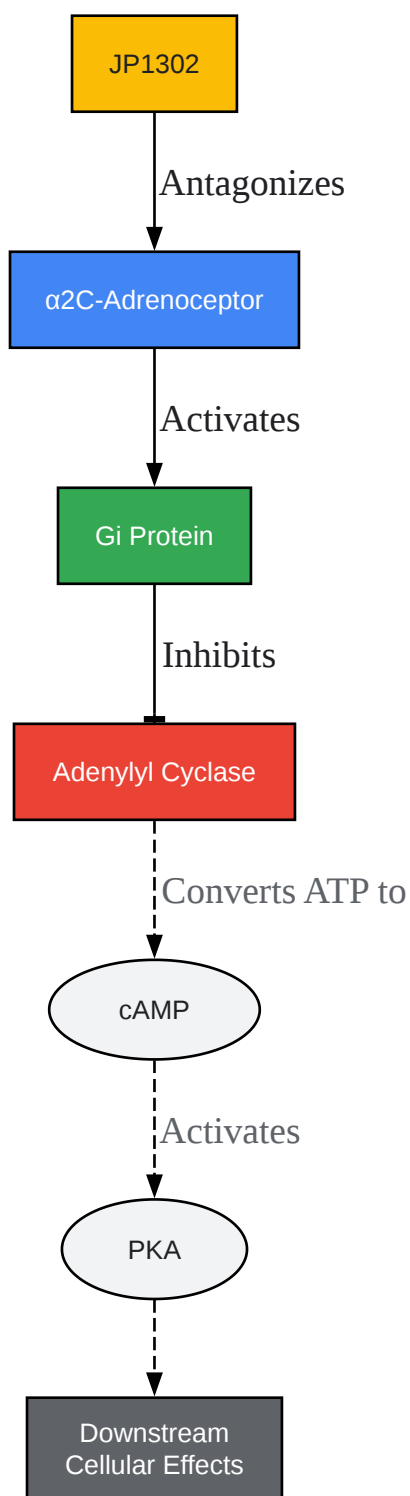 JP1302
Antagonizes
α2C-Adrenoceptor
Activates
Gi Protein
Inhibits
Adenylyl Cyclase
Converts ATP to
cAMP
Activates
PKA
Downstream
Cellular Effects